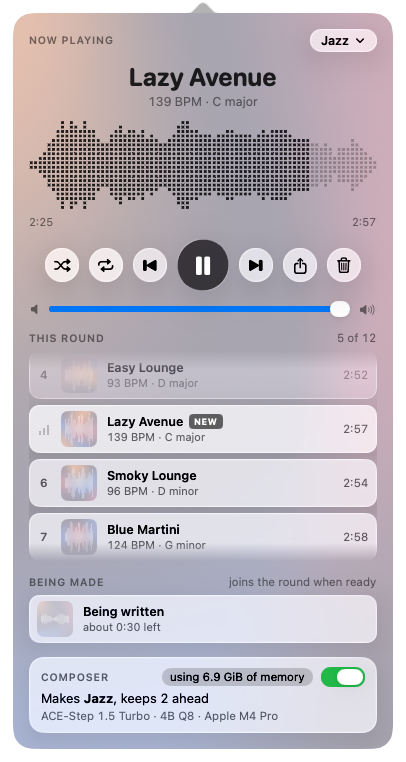 NOW PLAYING
Jazz
Lazy Avenue
139 BPM · C major
2:25
2:57
THIS ROUND
5 of 12
4
Easy Lounge
93 BPM · D major
2:52
Lazy Avenue NEW
139 BPM · C major
2:57
6
Smoky Lounge
96 BPM · D minor
2:54
7
Blue Martini
124 BPM · G minor
2:58
BEING MADE
joins the round when ready
Being written
about 0:30 left
COMPOSER
using 6.9 GiB of memory
Makes Jazz, keeps 2 ahead
ACE-Step 1.5 Turbo · 4B Q8 · Apple M4 Pro